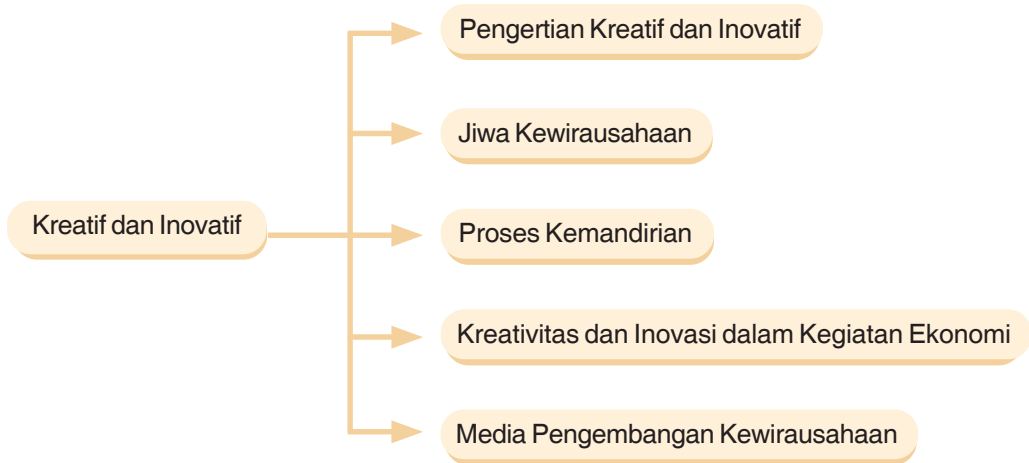 Pengertian Kreatif dan Inovatif
Jiwa Kewirausahaan
Kreatif dan Inovatif
Proses Kemandirian
Kreativitas dan Inovasi dalam Kegiatan Ekonomi
Media Pengembangan Kewirausahaan